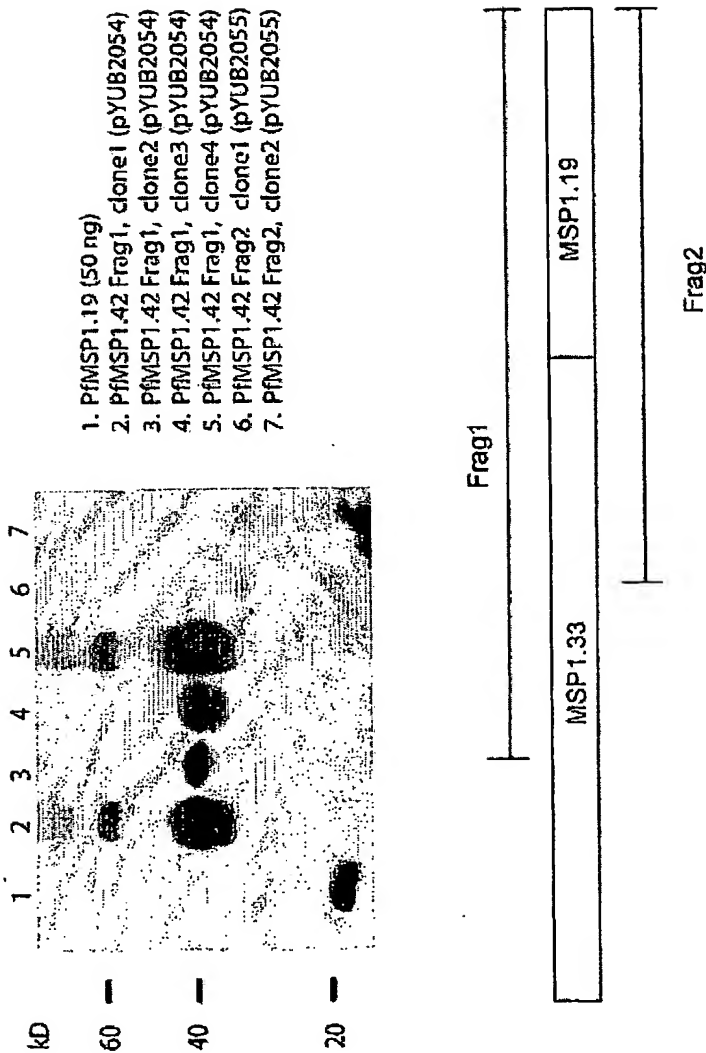 kD
60
40
20
1 2 3 4 5 6 7
1. PfMSP1.19 (50 ng)
2. PfMSP1.42 Frag1, clone1 (pYUB2054)
3. PfMSP1.42 Frag1, clone2 (pYUB2054)
4. PfMSP1.42 Frag1, clone3 (pYUB2054)
5. PfMSP1.42 Frag1, clone4 (pYUB2054)
6. PfMSP1.42 Frag2 clone1 (pYUB2055)
7. PfMSP1.42 Frag2, clone2 (pYUB2055)
Frag1
MSP1.33
MSP1.19
Frag2